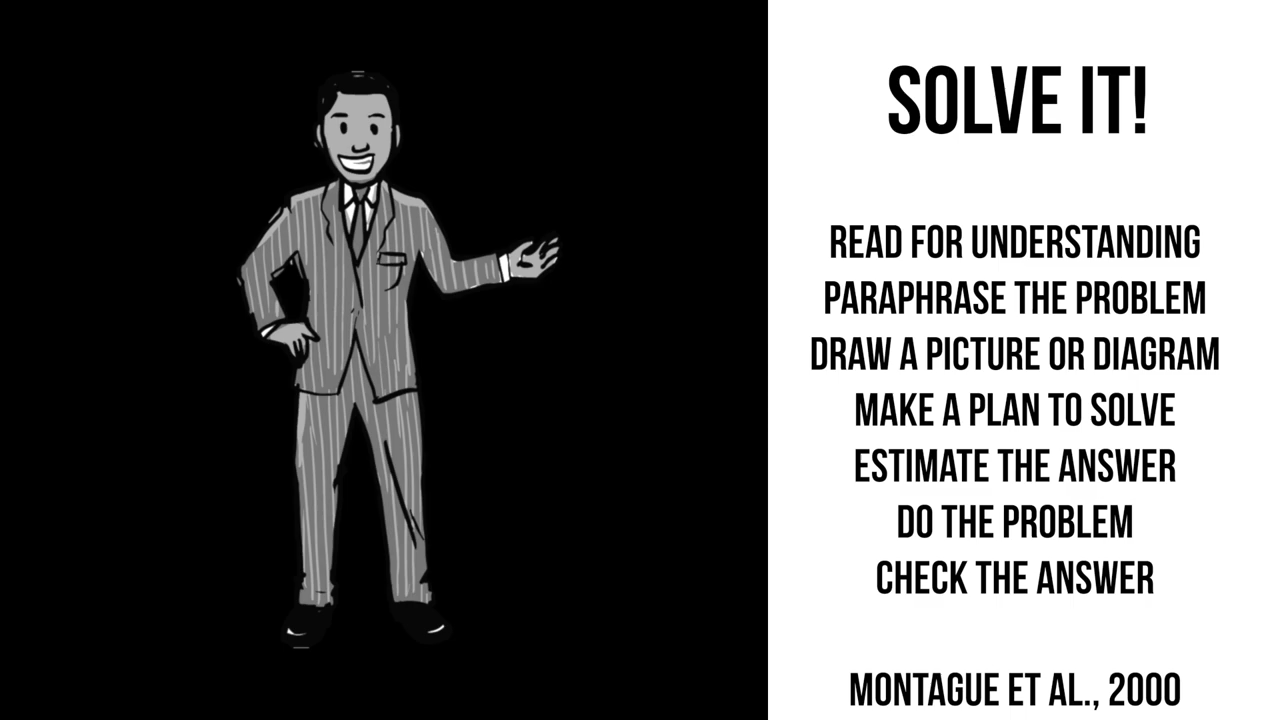 SOLVE IT!
READ FOR UNDERSTANDING
PARAPHRASE THE PROBLEM
DRAW A PICTURE OR DIAGRAM
MAKE A PLAN TO SOLVE
ESTIMATE THE ANSWER
DO THE PROBLEM
CHECK THE ANSWER
MONTAGUE ET AL., 2000